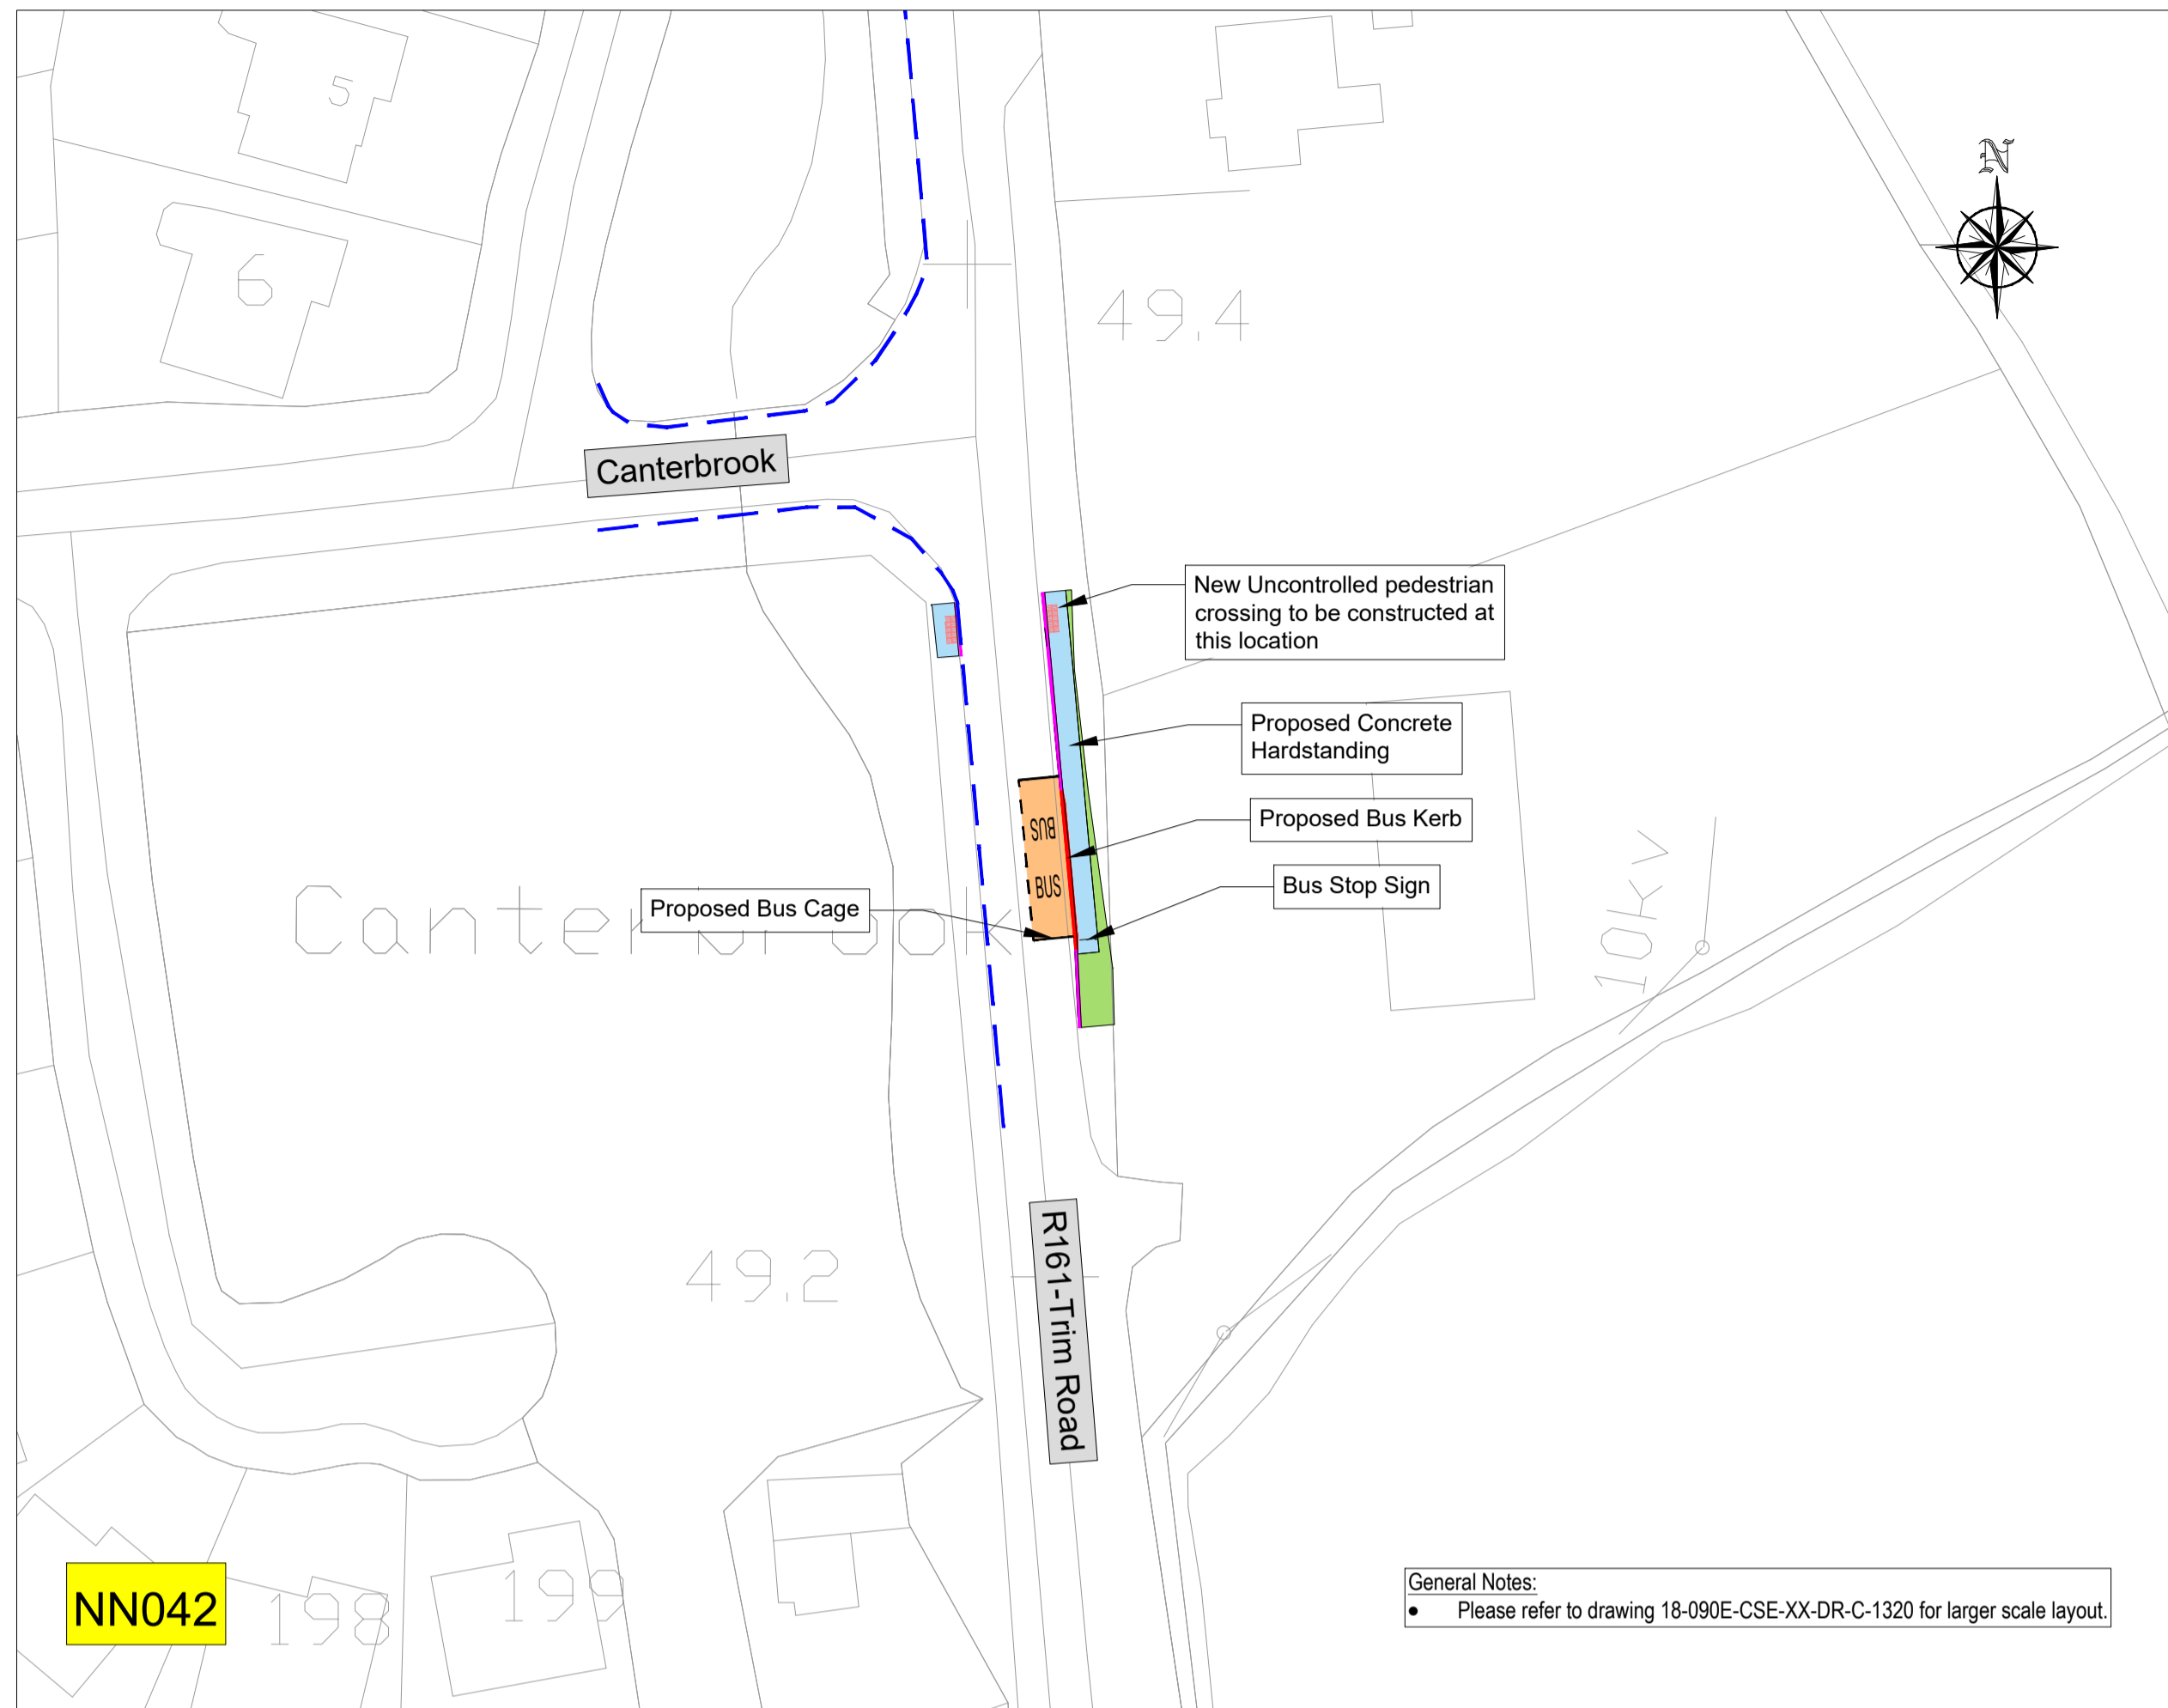 5
N
6
49.4
Canterbrook
New Uncontrolled pedestrian
crossing to be constructed at
this location
Proposed Concrete
Hardstanding
Proposed Bus Kerb
BUS
BUS
Bus Stop Sign
Proposed Bus Cage
Canterbrook
10kV
49.2
R161-Trim Road
NN042
198
199
General Notes:
• Please refer to drawing 18-090E-CSE-XX-DR-C-1320 for larger scale layout.